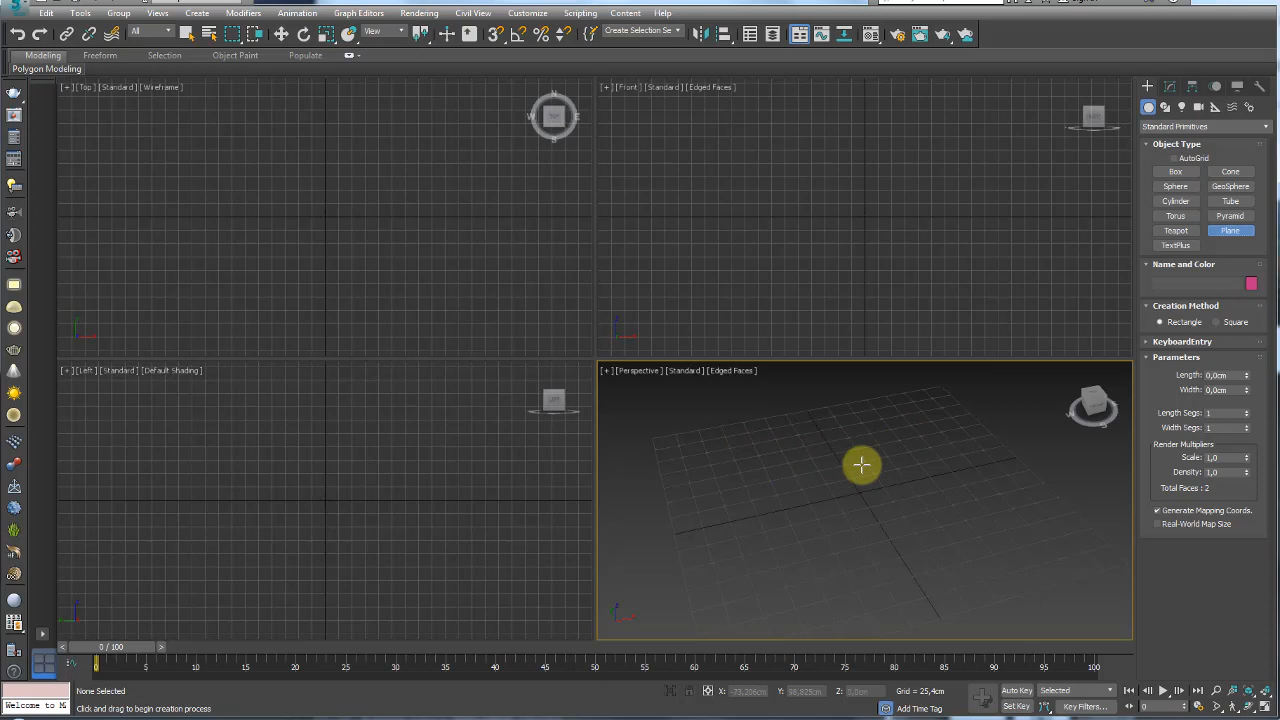 Edit Tools Group Views Create Modifiers Animation Graph Editors Rendering Civil View Customize Scripting Content Help
All View Create Selection Se
Modeling Freeform Selection Object Paint Populate
Polygon Modeling
[+] [Top] [Standard] [Wireframe]
N
W E
S
TOP
[+] [Front] [Standard] [Edged Faces]
[+] [Left] [Standard] [Default Shading]
[+] [Perspective] [Standard] [Edged Faces]
Standard Primitives
Object Type
AutoGrid
Box Cone
Sphere GeoSphere
Cylinder Tube
Torus Pyramid
Teapot Plane
TextPlus
Name and Color
Creation Method
Rectangle Square
KeyboardEntry
Parameters
Length: 0,0cm
Width: 0,0cm
Length Segs: 1
Width Segs: 1
Render Multipliers
Scale: 1,0
Density: 1,0
Total Faces : 2
Generate Mapping Coords.
Real-World Map Size
< 0 / 100 >
0 5 10 15 20 25 30 35 40 45 50 55 60 65 70 75 80 85 90 95 100
None Selected X: -73,206cm Y: 98,825cm Z: 0,0cm Grid = 25,4cm Auto Key Selected
Welcome to M Click and drag to begin creation process Add Time Tag Set Key Key Filters... 0